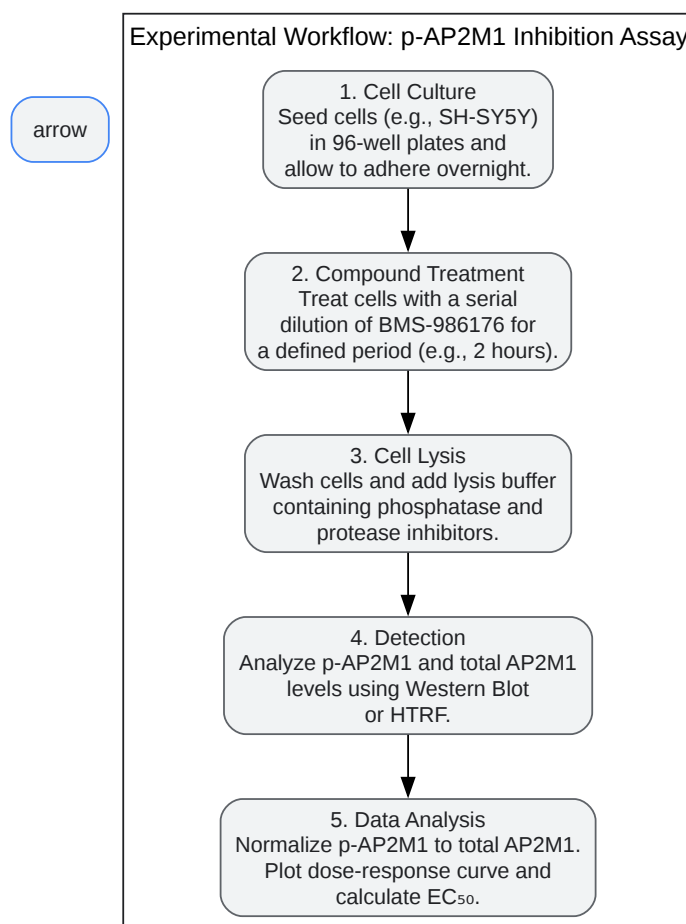 Experimental Workflow: p-AP2M1 Inhibition Assay
arrow
1. Cell Culture
Seed cells (e.g., SH-SY5Y)
in 96-well plates and
allow to adhere overnight.
2. Compound Treatment
Treat cells with a serial
dilution of BMS-986176 for
a defined period (e.g., 2 hours).
3. Cell Lysis
Wash cells and add lysis buffer
containing phosphatase and
protease inhibitors.
4. Detection
Analyze p-AP2M1 and total AP2M1
levels using Western Blot
or HTRF.
5. Data Analysis
Normalize p-AP2M1 to total AP2M1.
Plot dose-response curve and
calculate EC₅₀.